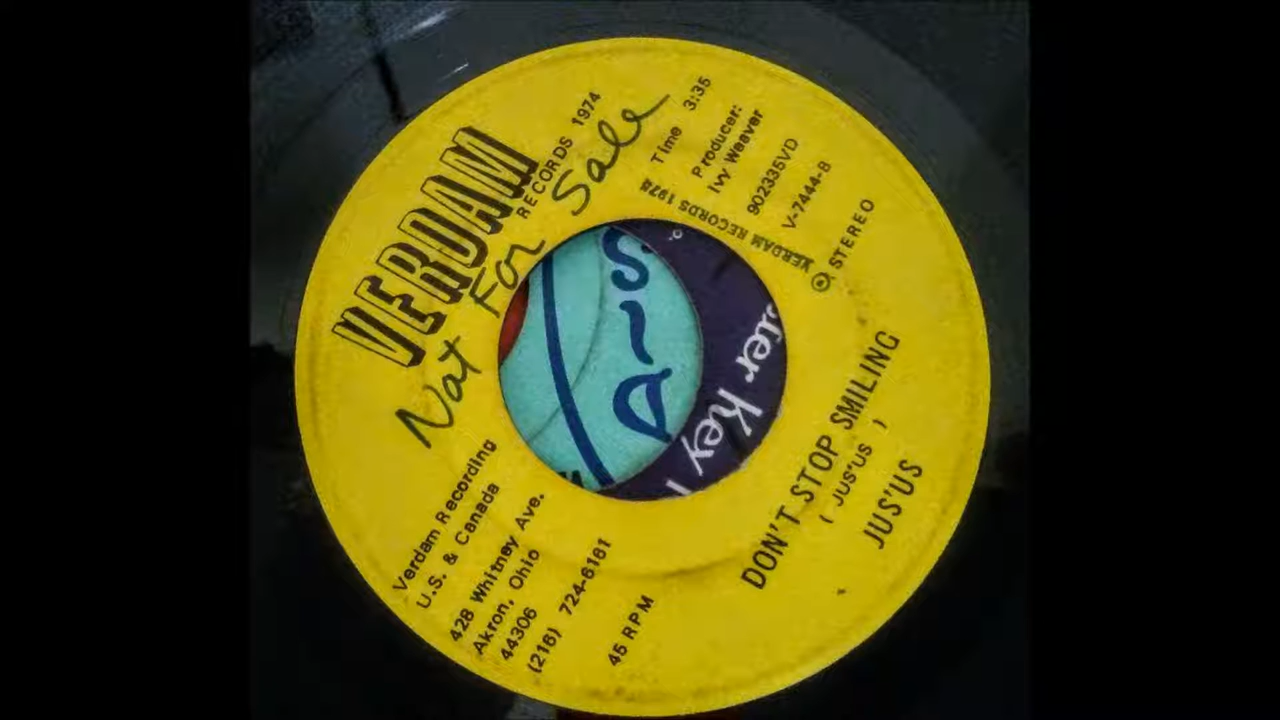 VERDAM
RECORDS 1974
Not For Sale
Verdam Recording
U.S. & Canada
428 Whitney Ave.
Akron, Ohio
44306
(216) 724-6161
45 RPM
Time 3:35
Producer:
Ivy Weaver
902335VD
V-7444-B
Ⓟ STEREO
VERDAM RECORDS 1978
DON'T STOP SMILING
( JUS'US )
JUS'US
Key